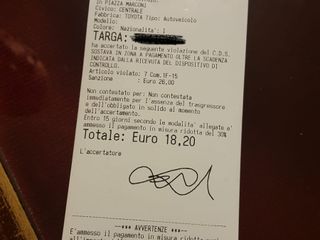 In PIAZZA MARCONI
Civico: CENTRALE
Fabbrica: TOYOTA Tipo: Autoveicolo
Modello:
Colore: Nazionalita': I
TARGA:
ha accertato la seguente violazione del C.D.S.
SOSTAVA IN ZONA A PAGAMENTO OLTRE LA SCADENZA
INDICATA DALLA RICEVUTA DEL DISPOSITIVO DI
CONTROLLO.
Articolo violato: 7 Com.1F-15
Sanzione : Euro 26,00
Non contestato per: Non contestato
immediatamente per l'assenza del trasgressore
e dell'obbligato in solido al momento
dell'accertamento.
Entro 15 giorni secondo le modalita' allegate e'
ammesso il pagamento in misura ridotta del 30%
Totale: Euro 18,20
L'accertatore
---== AVVERTENZE ==---
E'ammesso il pagamento in misura ridotta